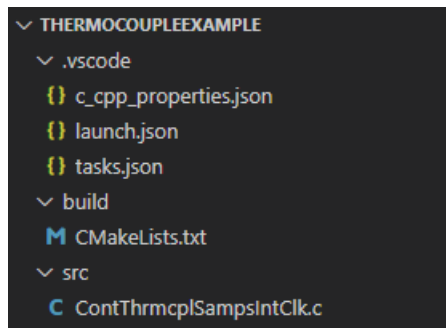 THERMOCOUPLEEXAMPLE
.vscode
{} c_cpp_properties.json
{} launch.json
{} tasks.json
build
M CMakeLists.txt
src
C ContThrmcplSampsIntClk.c